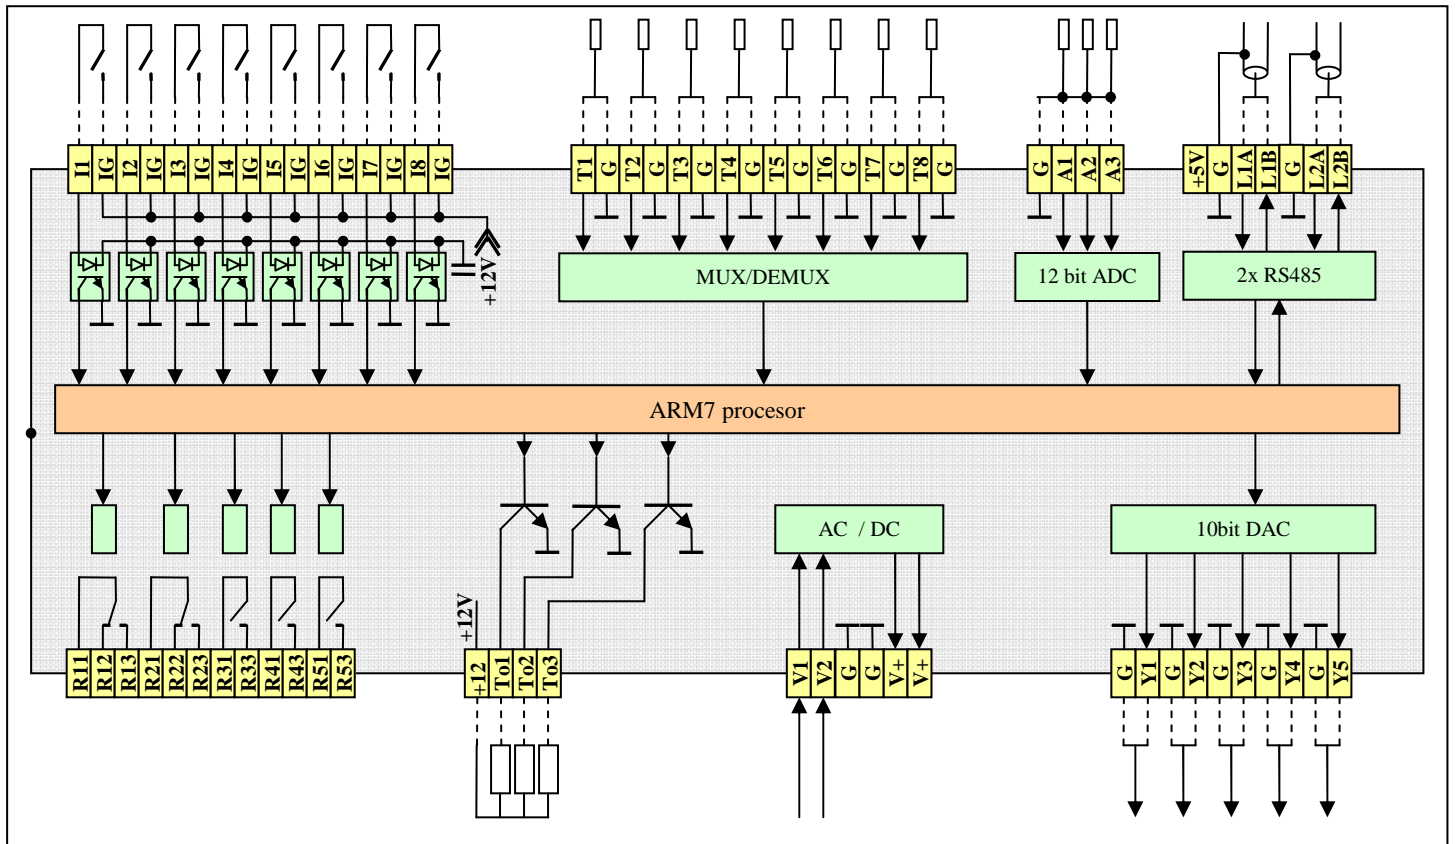 I1 IG I2 IG I3 IG I4 IG I5 IG I6 IG I7 IG I8 IG
T1 G T2 G T3 G T4 G T5 G T6 G T7 G T8 G
G A1 A2 A3
+5V G L1A L1B G L2A L2B
+12V
MUX/DEMUX
12 bit ADC
2x RS485
ARM7 procesor
AC / DC
10bit DAC
+12V
R11 R12 R13 R21 R22 R23 R31 R33 R41 R43 R51 R53
+12 To1 To2 To3
V1 V2 G G V+ V+
G Y1 G Y2 G Y3 G Y4 G Y5